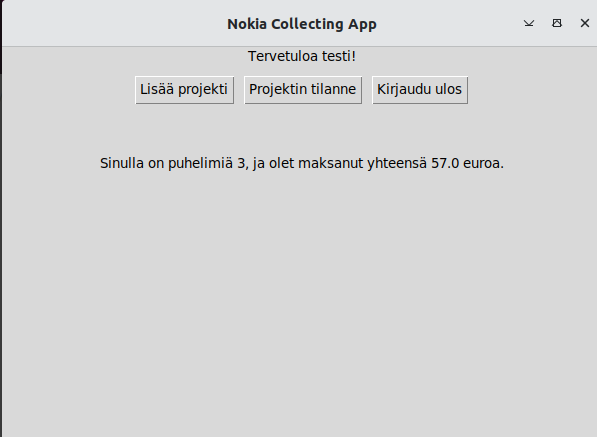 Nokia Collecting App
Tervetuloa testi!
Lisää projekti Projektin tilanne Kirjaudu ulos
Sinulla on puhelimiä 3, ja olet maksanut yhteensä 57.0 euroa.